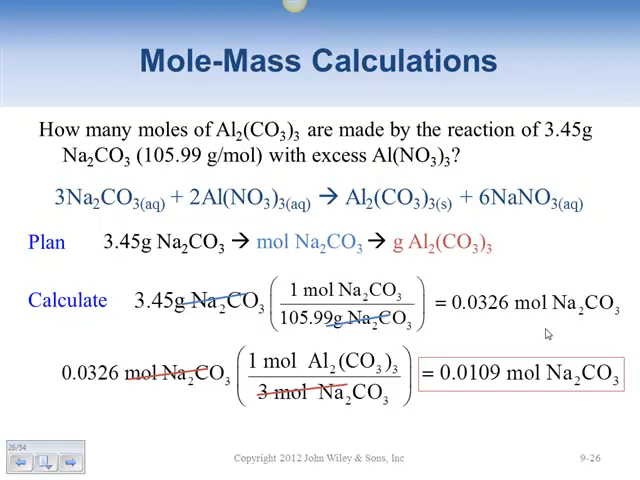 Mole-Mass Calculations
How many moles of Al₂(CO₃)₃ are made by the reaction of 3.45g
Na₂CO₃ (105.99 g/mol) with excess Al(NO₃)₃?
3Na₂CO₃(aq) + 2Al(NO₃)₃(aq) → Al₂(CO₃)₃(s) + 6NaNO₃(aq)
Plan 3.45g Na₂CO₃ → mol Na₂CO₃ → g Al₂(CO₃)₃
Calculate 3.45g Na₂CO₃ (1 mol Na₂CO₃ / 105.99g Na₂CO₃) = 0.0326 mol Na₂CO₃
0.0326 mol Na₂CO₃ (1 mol Al₂(CO₃)₃ / 3 mol Na₂CO₃) = 0.0109 mol Na₂CO₃
26/54
Copyright 2012 John Wiley & Sons, Inc
9-26